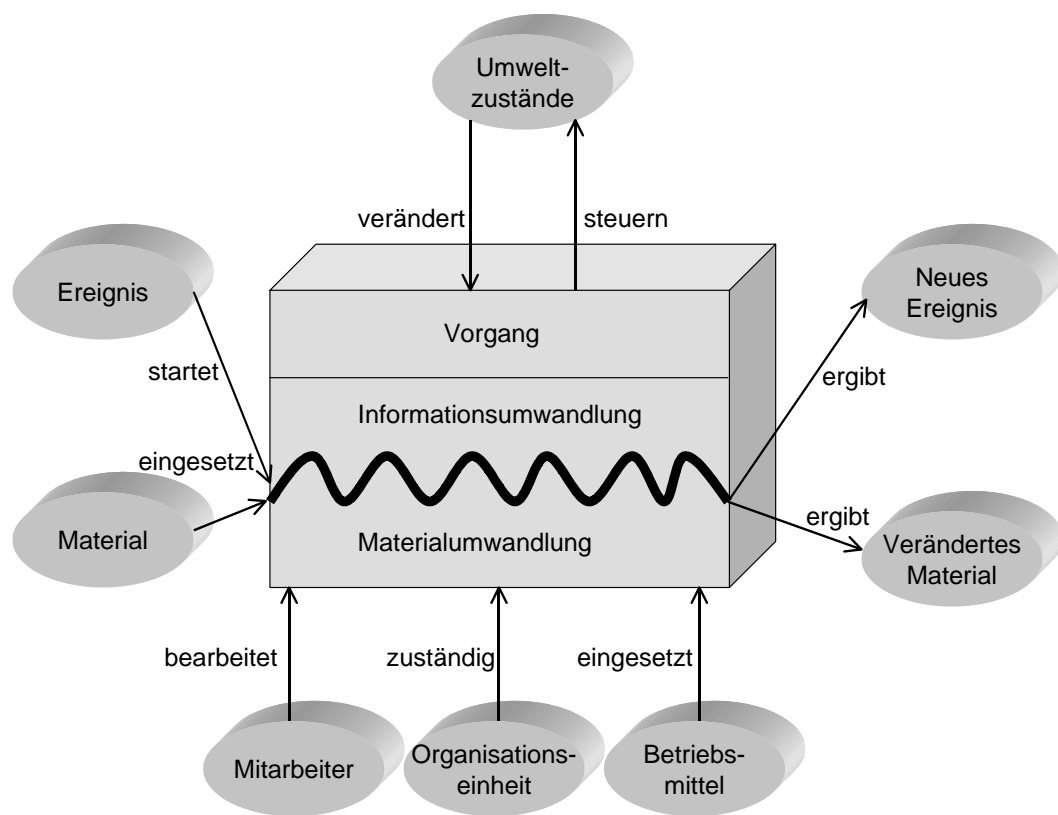 Umwelt-
zustände
verändert
steuern
Ereignis
Neues
Ereignis
Vorgang
startet
ergibt
Informationsumwandlung
eingesetzt
Material
Materialumwandlung
ergibt
Verändertes
Material
bearbeitet
zuständig
eingesetzt
Mitarbeiter
Organisations-
einheit
Betriebs-
mittel